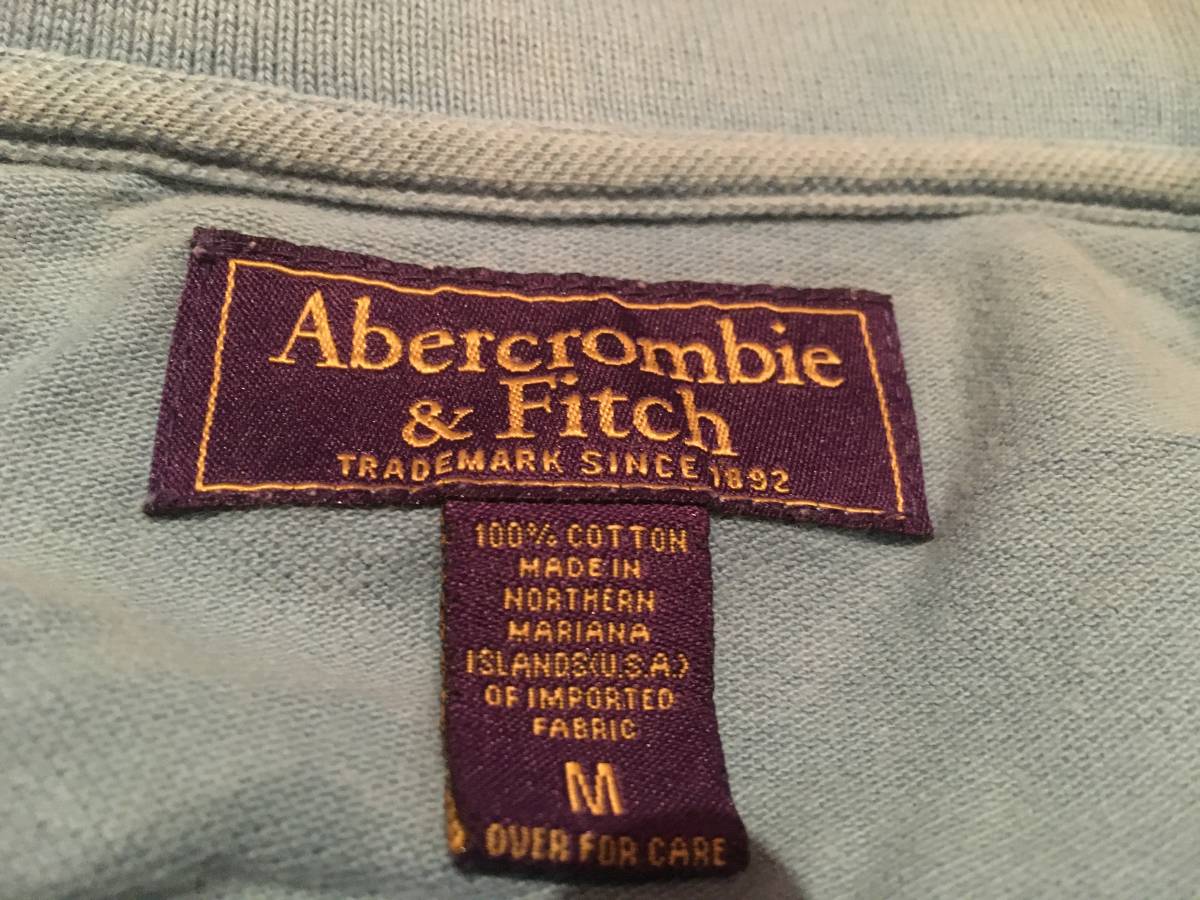 Abercrombie
& Fitch
TRADEMARK SINCE 1892
100% COTTON
MADE IN
NORTHERN
MARIANA
ISLANDS(U.S.A.)
OF IMPORTED
FABRIC
M
OVER FOR CARE